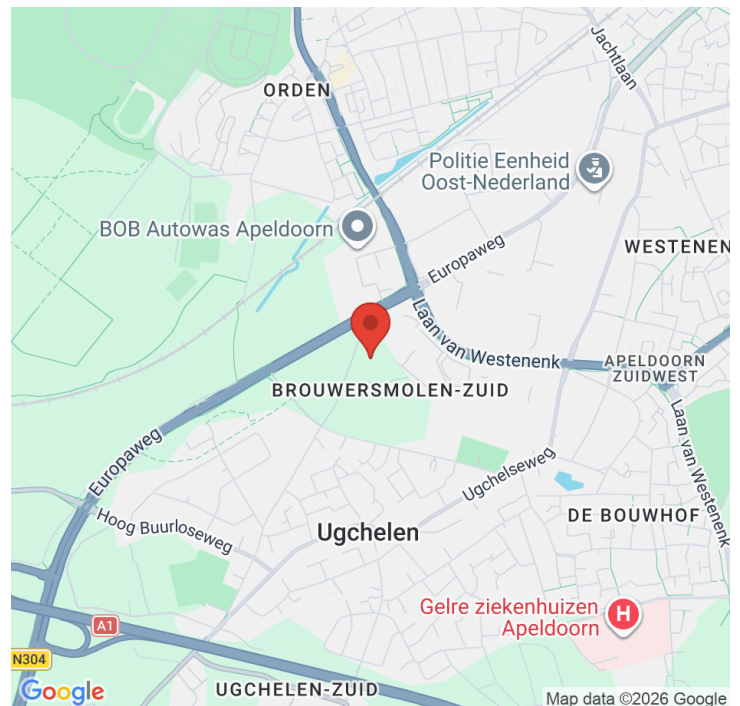 Jachtlaan
ORDEN
Politie Eenheid
Oost-Nederland
BOB Autowas Apeldoorn
Europaweg
WESTENEN
Laan van Westenenk
APELDOORN
ZUIDWEST
BROUWERSMOLEN-ZUID
Laan van Westenenk
Europaweg
Ugchelseweg
Hoog Buurloseweg
Ugchelen
DE BOUWHOF
Gelre ziekenhuizen
Apeldoorn
H
A1
N304
UGCHELEN-ZUID
Google
Map data ©2026 Google